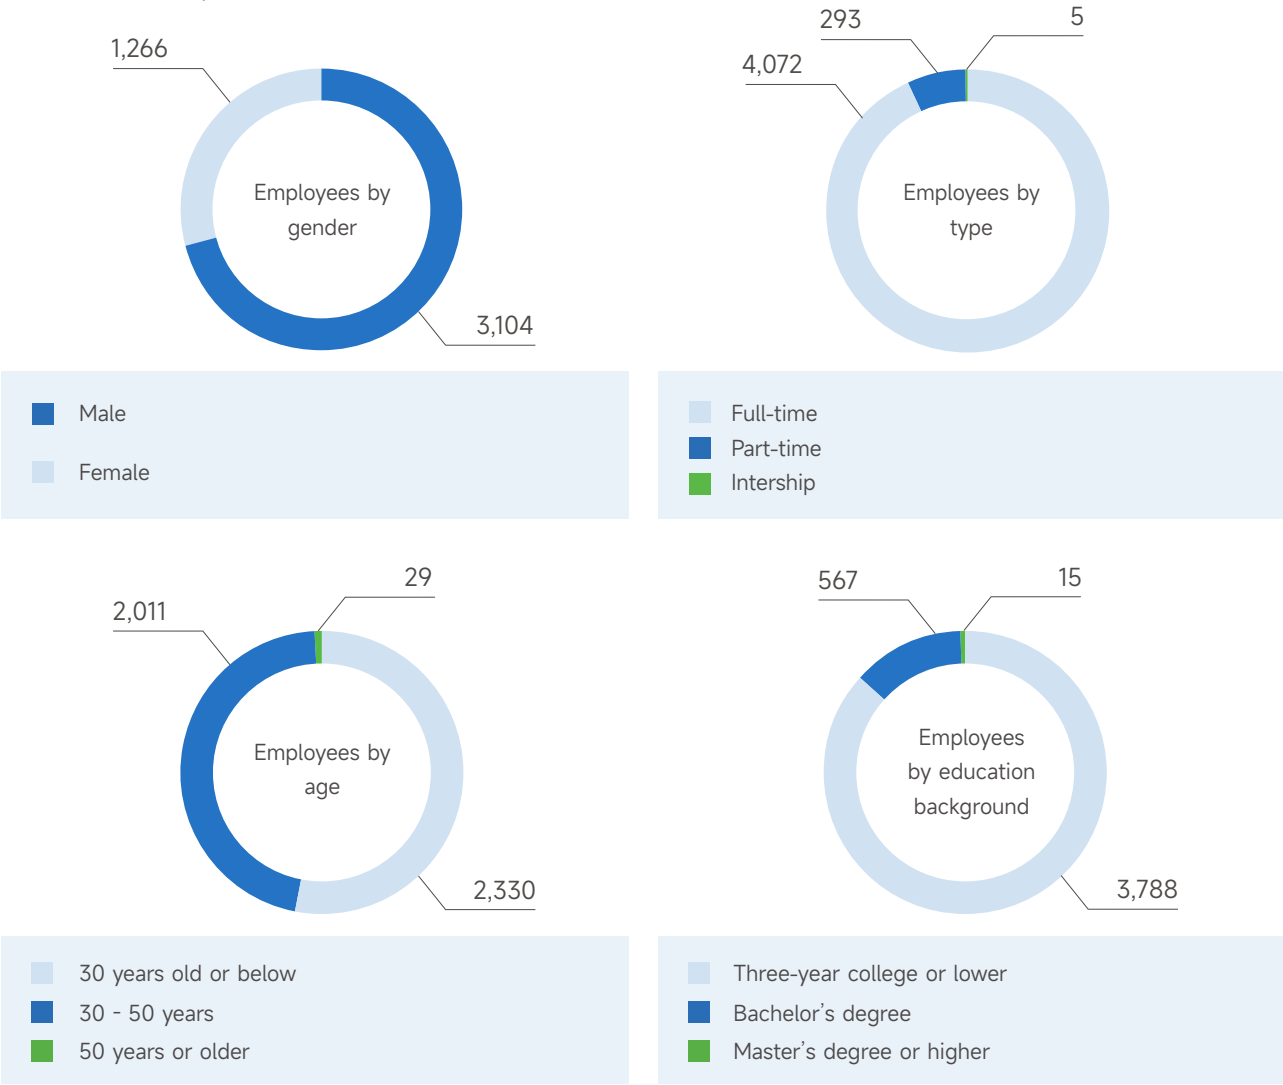 1,266
Employees by
gender
3,104
Male
Female
293
5
4,072
Employees by
type
Full-time
Part-time
Intership
29
2,011
Employees by
age
2,330
30 years old or below
30 - 50 years
50 years or older
567
15
Employees
by education
background
3,788
Three-year college or lower
Bachelor’s degree
Master’s degree or higher